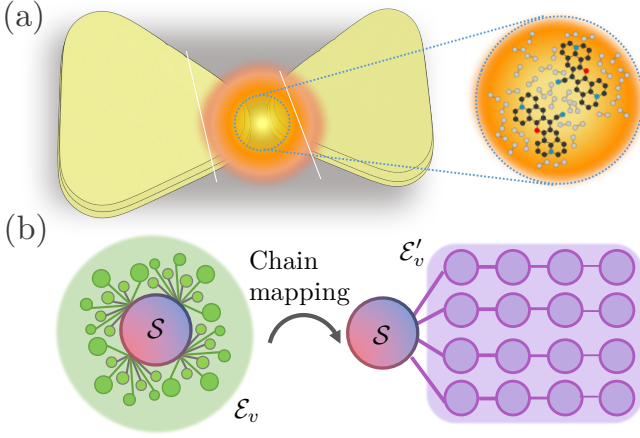 (a)
(b)
Chain
mapping
𝒮
ℰ_v
𝒮
ℰ′_v